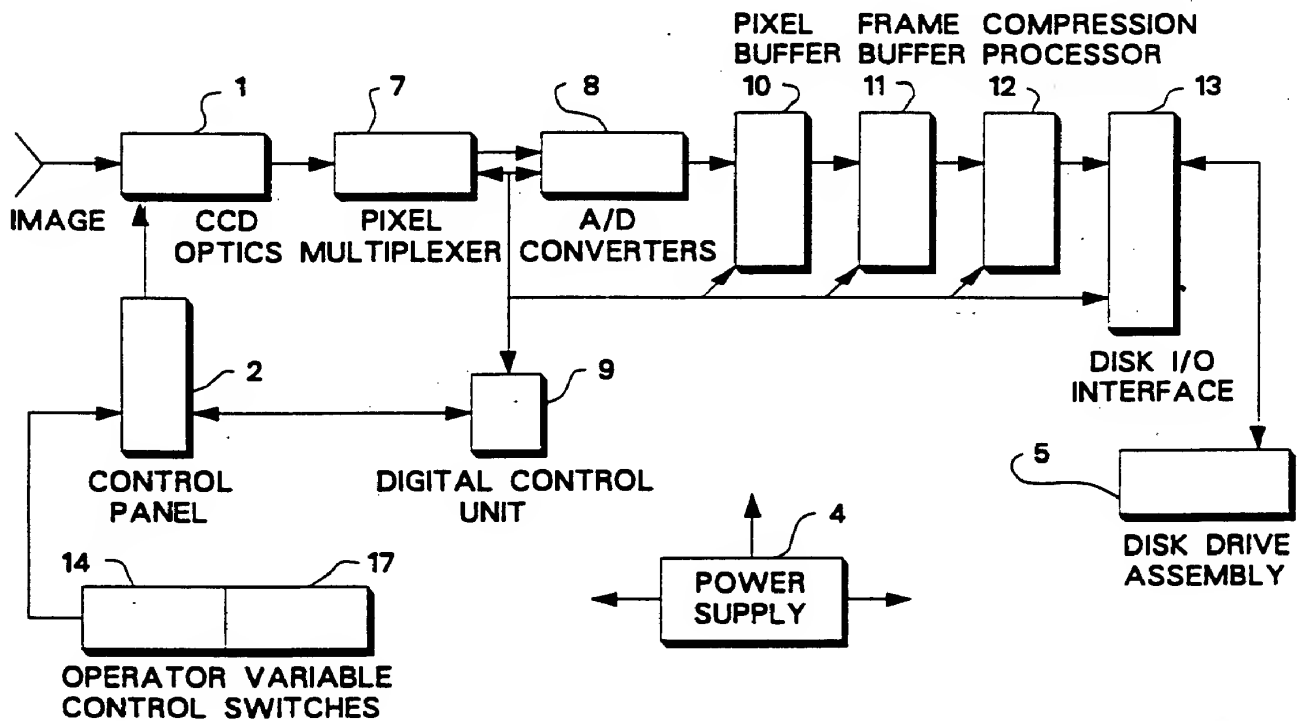 PIXEL BUFFER
FRAME BUFFER
COMPRESSION PROCESSOR
1
7
8
10
11
12
13
IMAGE
CCD
OPTICS
PIXEL
MULTIPLEXER
A/D
CONVERTERS
2
9
DISK I/O
INTERFACE
CONTROL
PANEL
DIGITAL CONTROL
UNIT
5
4
14
17
POWER
SUPPLY
DISK DRIVE
ASSEMBLY
OPERATOR VARIABLE
CONTROL SWITCHES